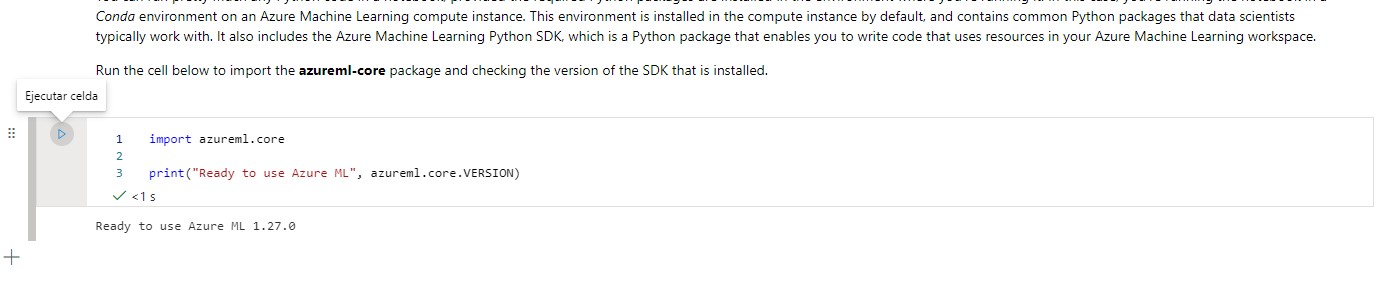 Conda environment on an Azure Machine Learning compute instance. This environment is installed in the compute instance by default, and contains common Python packages that data scientists
typically work with. It also includes the Azure Machine Learning Python SDK, which is a Python package that enables you to write code that uses resources in your Azure Machine Learning workspace.
Run the cell below to import the azureml-core package and checking the version of the SDK that is installed.
Ejecutar celda
1 import azureml.core
2
3 print("Ready to use Azure ML", azureml.core.VERSION)
<1 s
Ready to use Azure ML 1.27.0